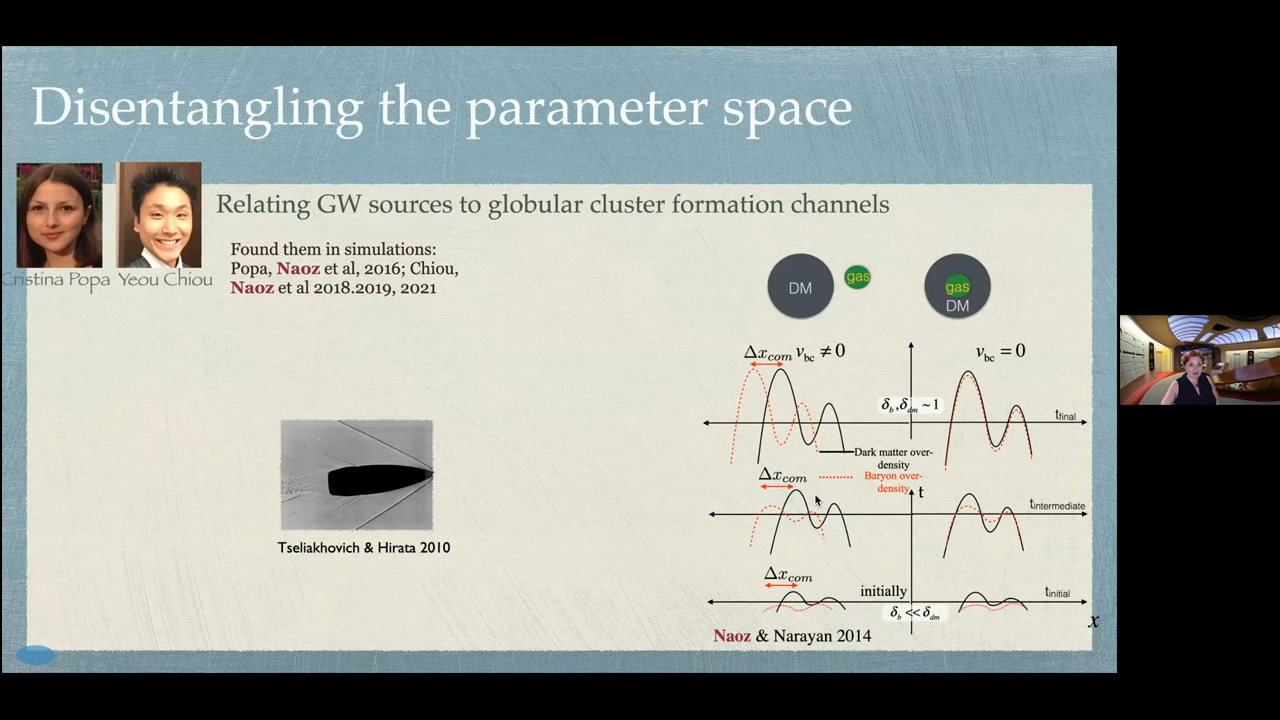 Disentangling the parameter space
Relating GW sources to globular cluster formation channels
Found them in simulations:
Popa, Naoz et al, 2016; Chiou,
Naoz et al 2018.2019, 2021
Cristina Popa Yeou Chiou
DM gas gas
DM
Δx_com v_bc ≠ 0 v_bc = 0
δ_b, δ_dm ~ 1
t_final
Dark matter over-
density
Δx_com
Baryon over-
density
t
t_intermediate
Tseliakhovich & Hirata 2010
Δx_com
initially
t_initial
δ_b << δ_dm
x
Naoz & Narayan 2014